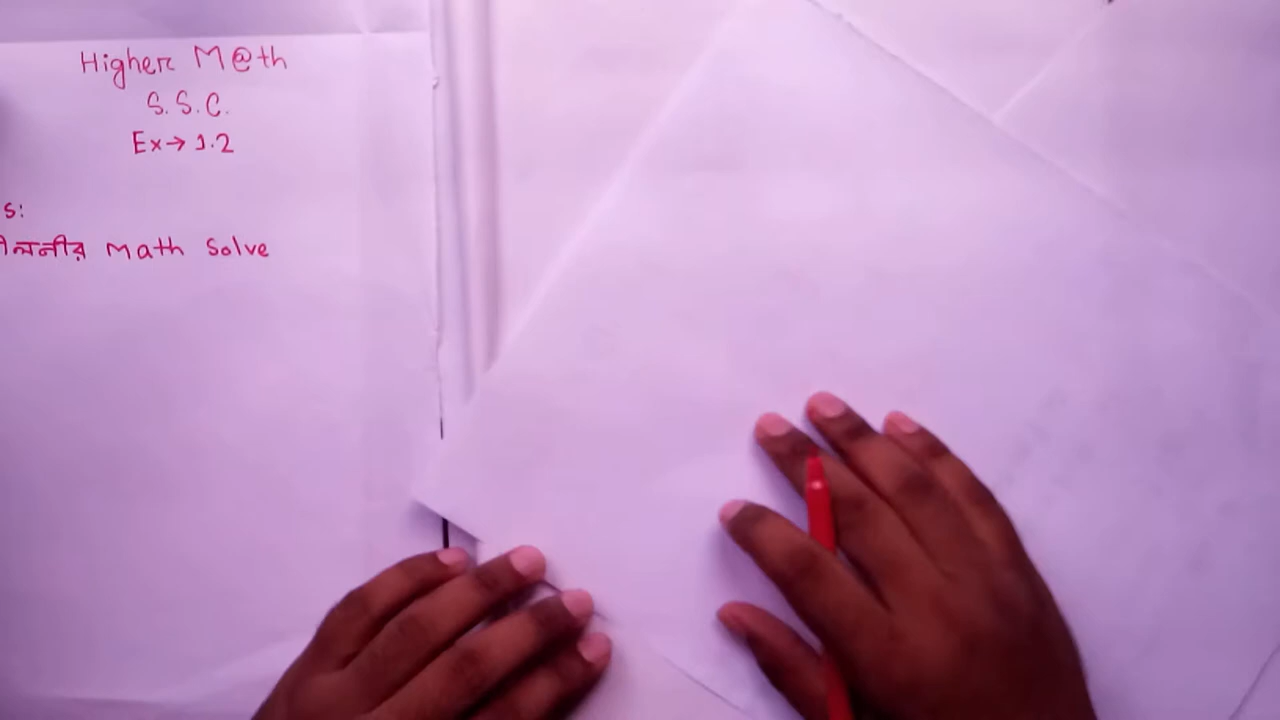 Higher M@th
S.S.C.
Ex→1.2
s:
Math Solve